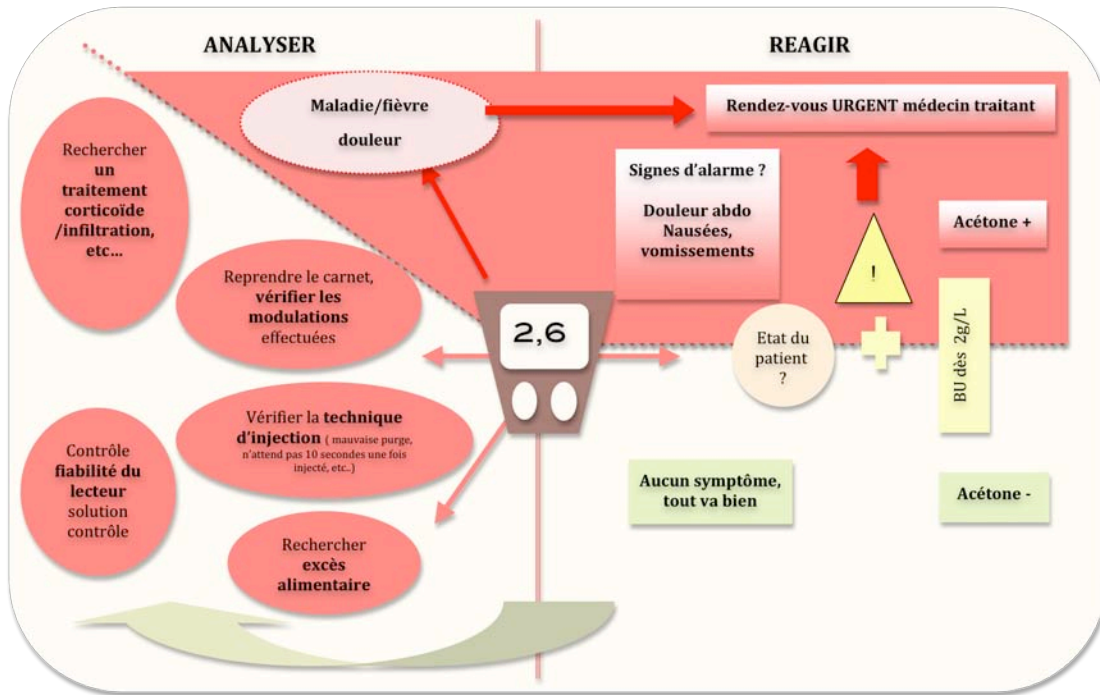 ANALYSER
REAGIR
Maladie/fièvre
douleur
Rendez-vous URGENT médecin traitant
Rechercher
un
traitement
corticoïde
/infiltration,
etc...
Signes d'alarme ?
Douleur abdo
Nausées,
vomissements
Acétone +
!
Reprendre le carnet,
vérifier les
modulations
effectuées
2,6
Etat du
patient
?
BU dès 2g/L
Vérifier la technique
d'injection ( mauvaise purge,
n'attend pas 10 secondes une fois
injecté, etc..)
Contrôle
fiabilité du
lecteur
solution
contrôle
Aucun symptôme,
tout va bien
Acétone -
Rechercher
excès
alimentaire